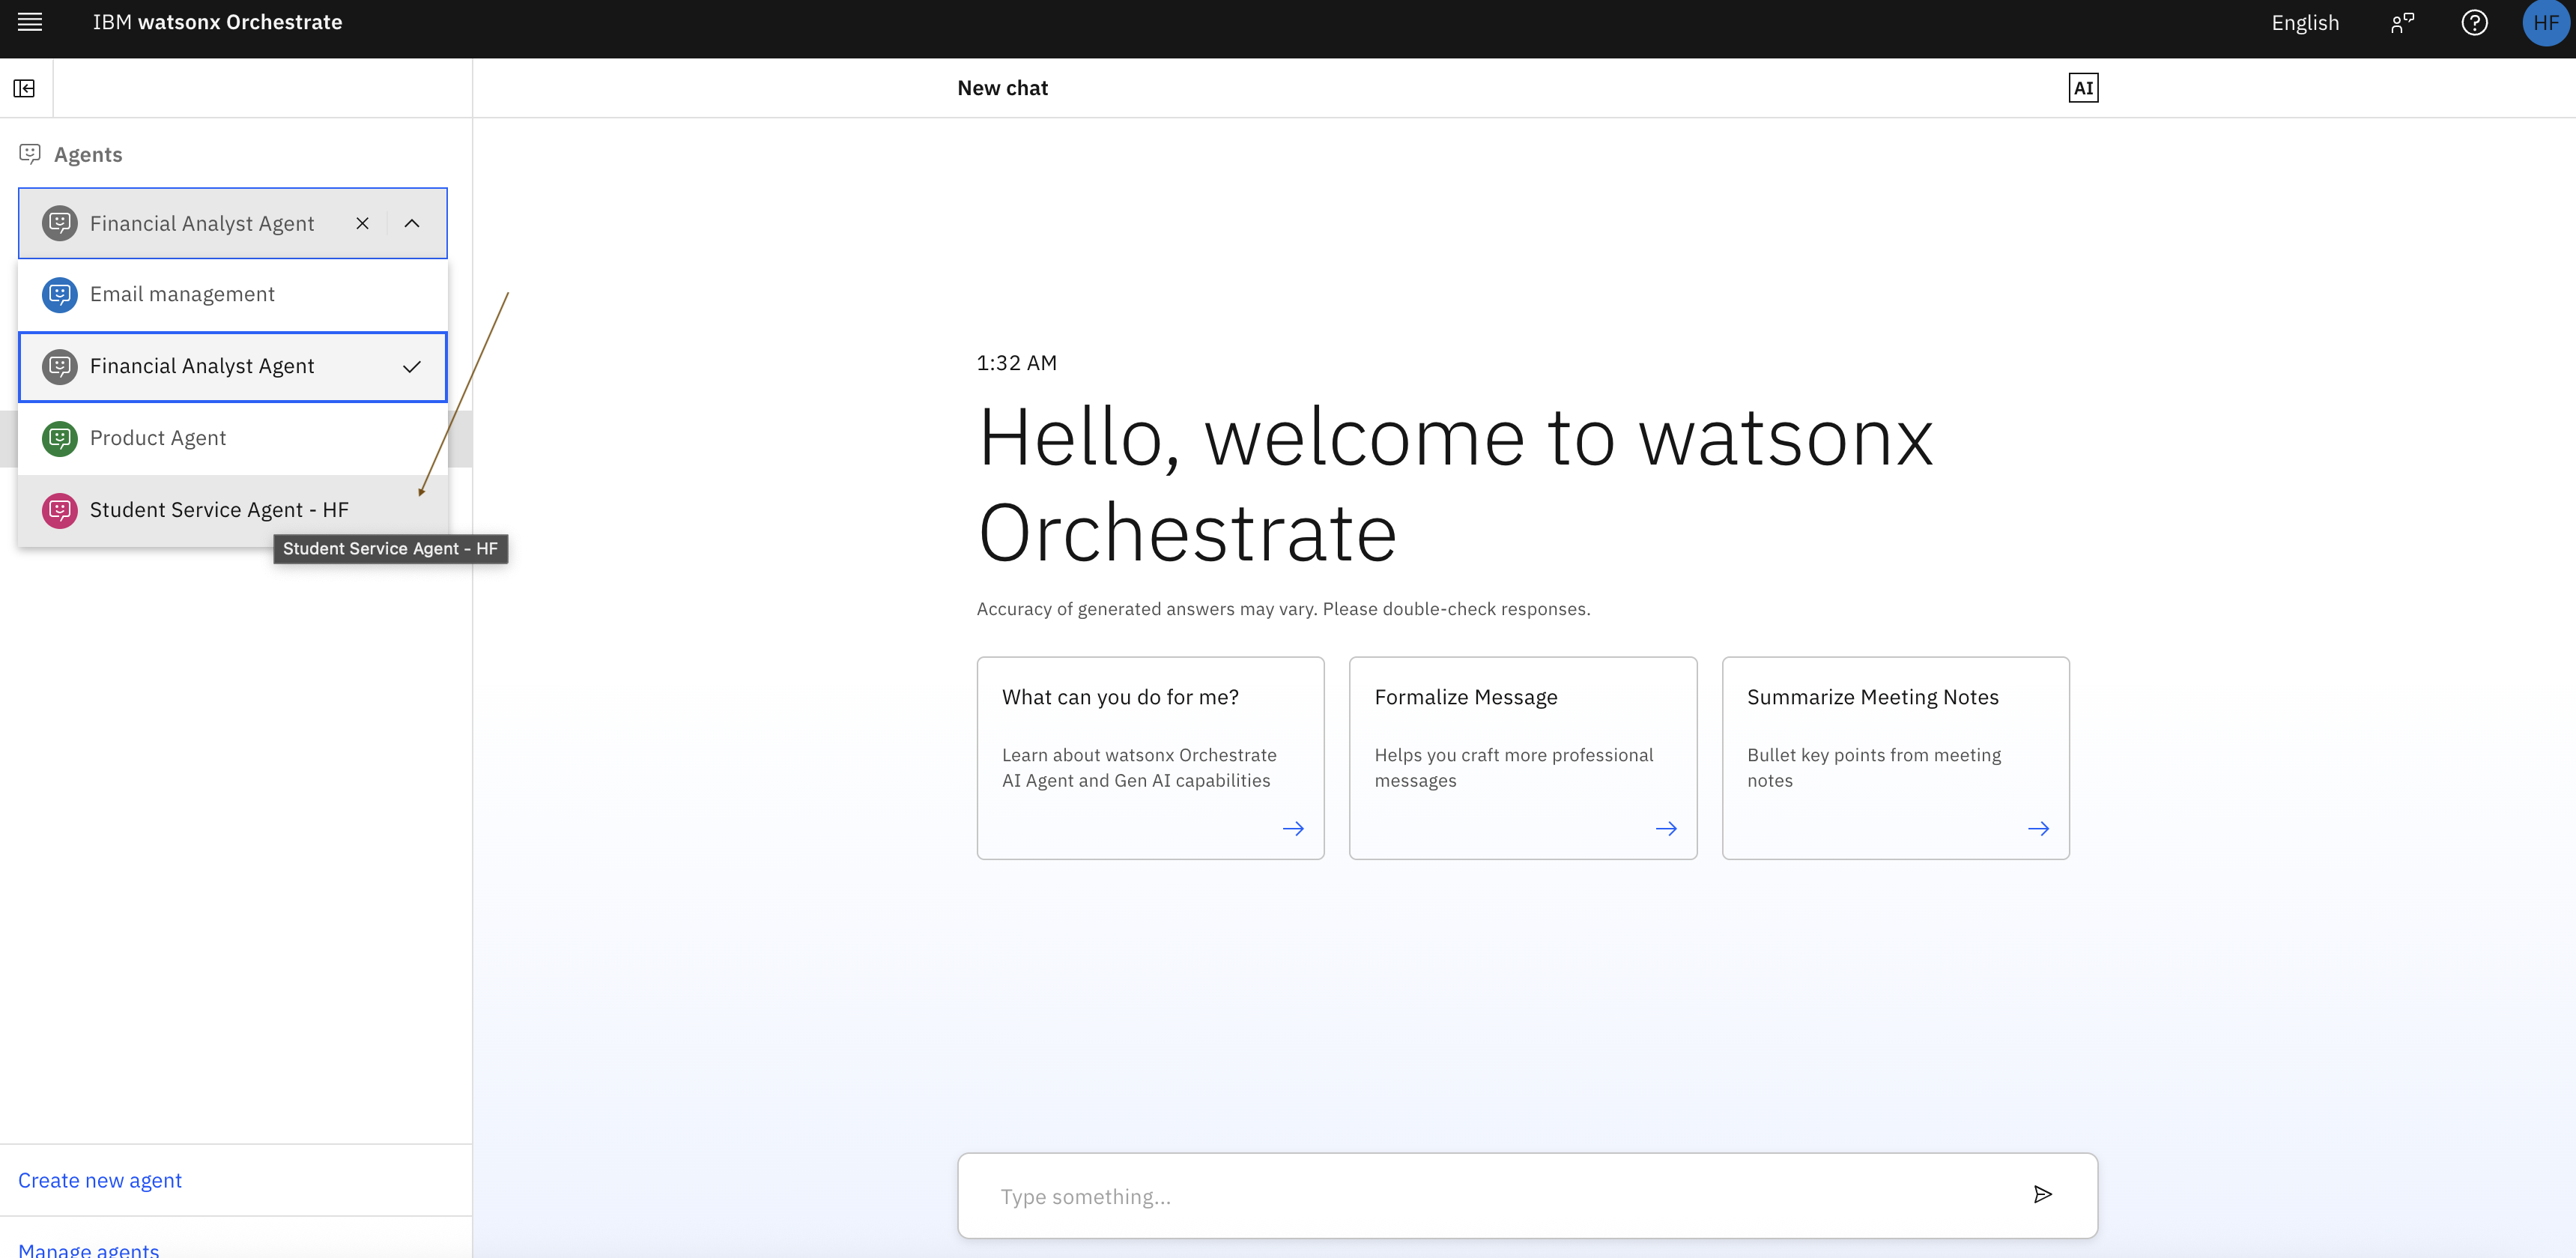 IBM watsonx Orchestrate
English
HF
New chat
AI
Agents
Financial Analyst Agent
Email management
Financial Analyst Agent
Product Agent
Student Service Agent - HF
Student Service Agent - HF
1:32 AM
Hello, welcome to watsonx
Orchestrate
Accuracy of generated answers may vary. Please double-check responses.
What can you do for me?
Learn about watsonx Orchestrate
AI Agent and Gen AI capabilities
Formalize Message
Helps you craft more professional
messages
Summarize Meeting Notes
Bullet key points from meeting
notes
Create new agent
Manage agents
Type something...